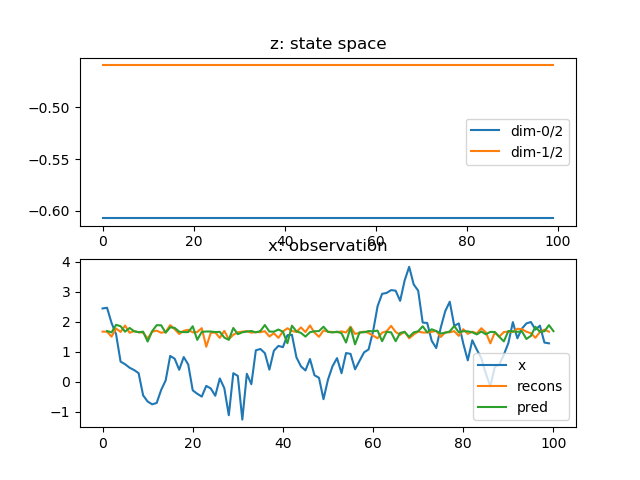 z: state space
−0.50
−0.55
−0.60
dim-0/2
dim-1/2
0 20 40 60 80 100
x: observation
4
3
2
1
0
−1
x
recons
pred
0 20 40 60 80 100